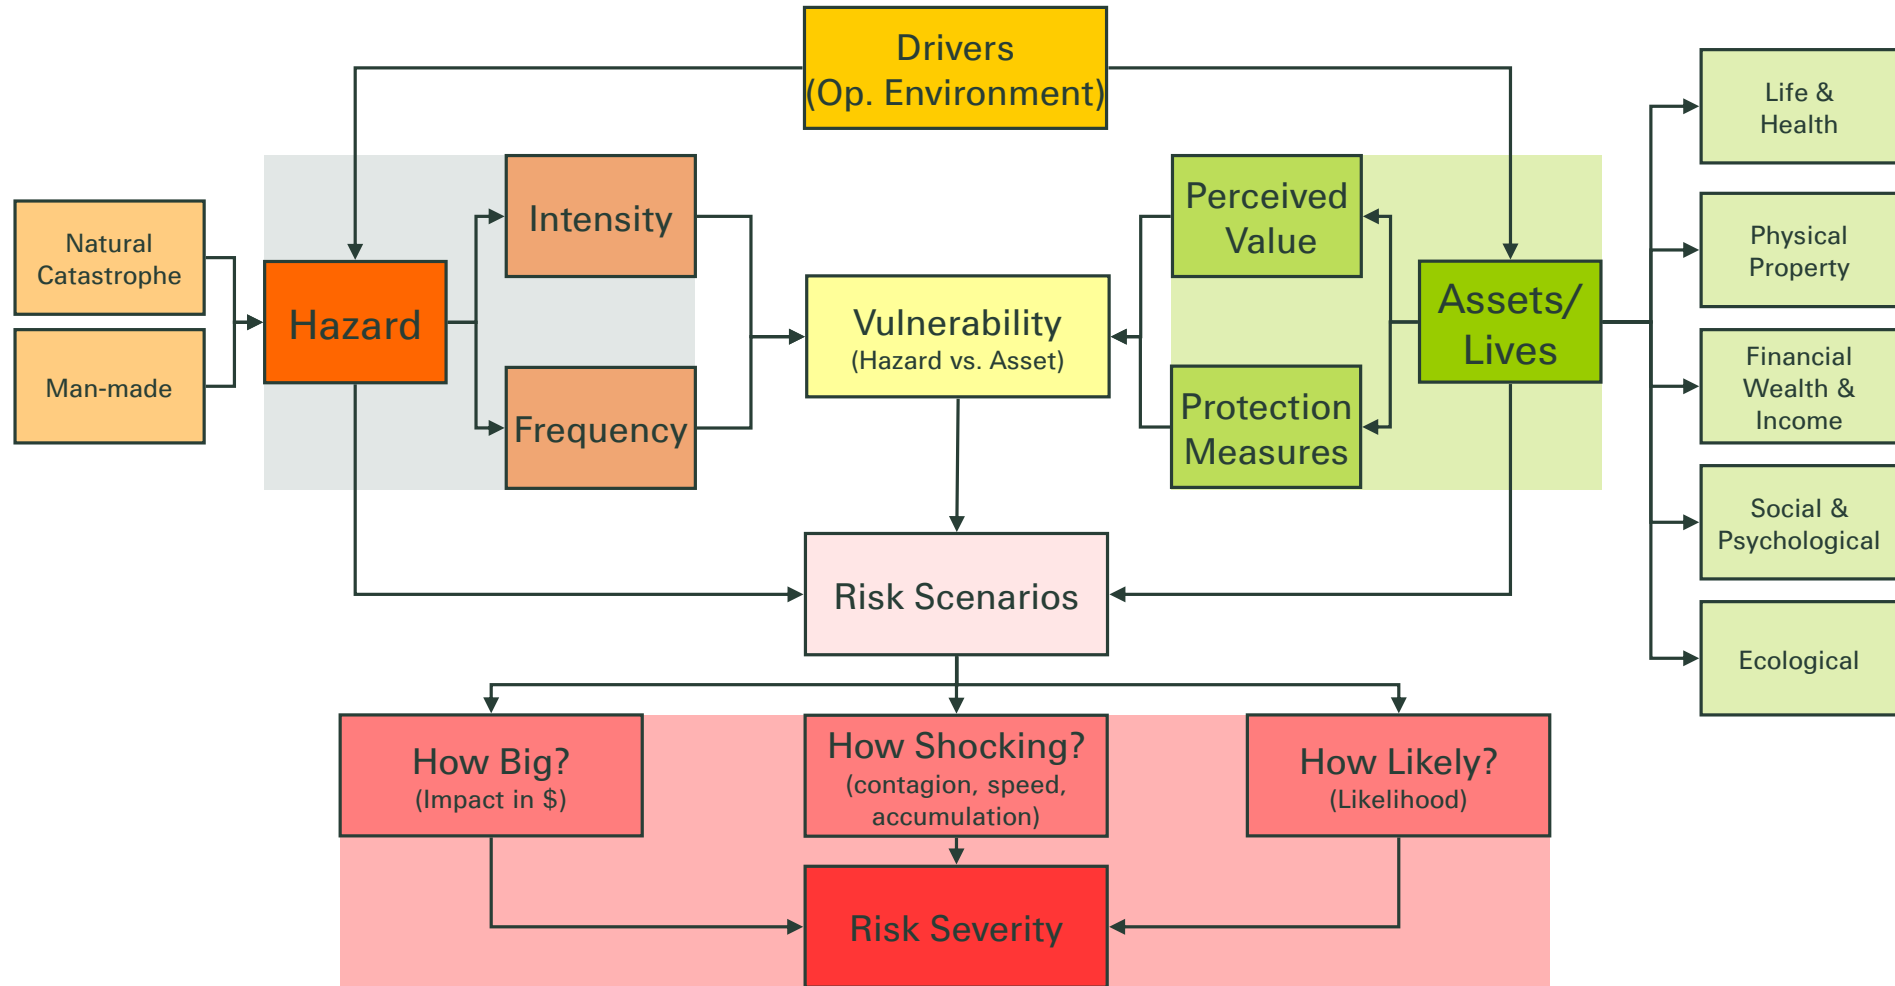 Drivers
(Op. Environment)
Natural
Catastrophe
Man-made
Hazard
Intensity
Frequency
Vulnerability
(Hazard vs. Asset)
Perceived
Value
Protection
Measures
Assets/
Lives
Life &
Health
Physical
Property
Financial
Wealth &
Income
Social &
Psychological
Ecological
Risk Scenarios
How Big?
(Impact in $)
How Shocking?
(contagion, speed,
accumulation)
How Likely?
(Likelihood)
Risk Severity